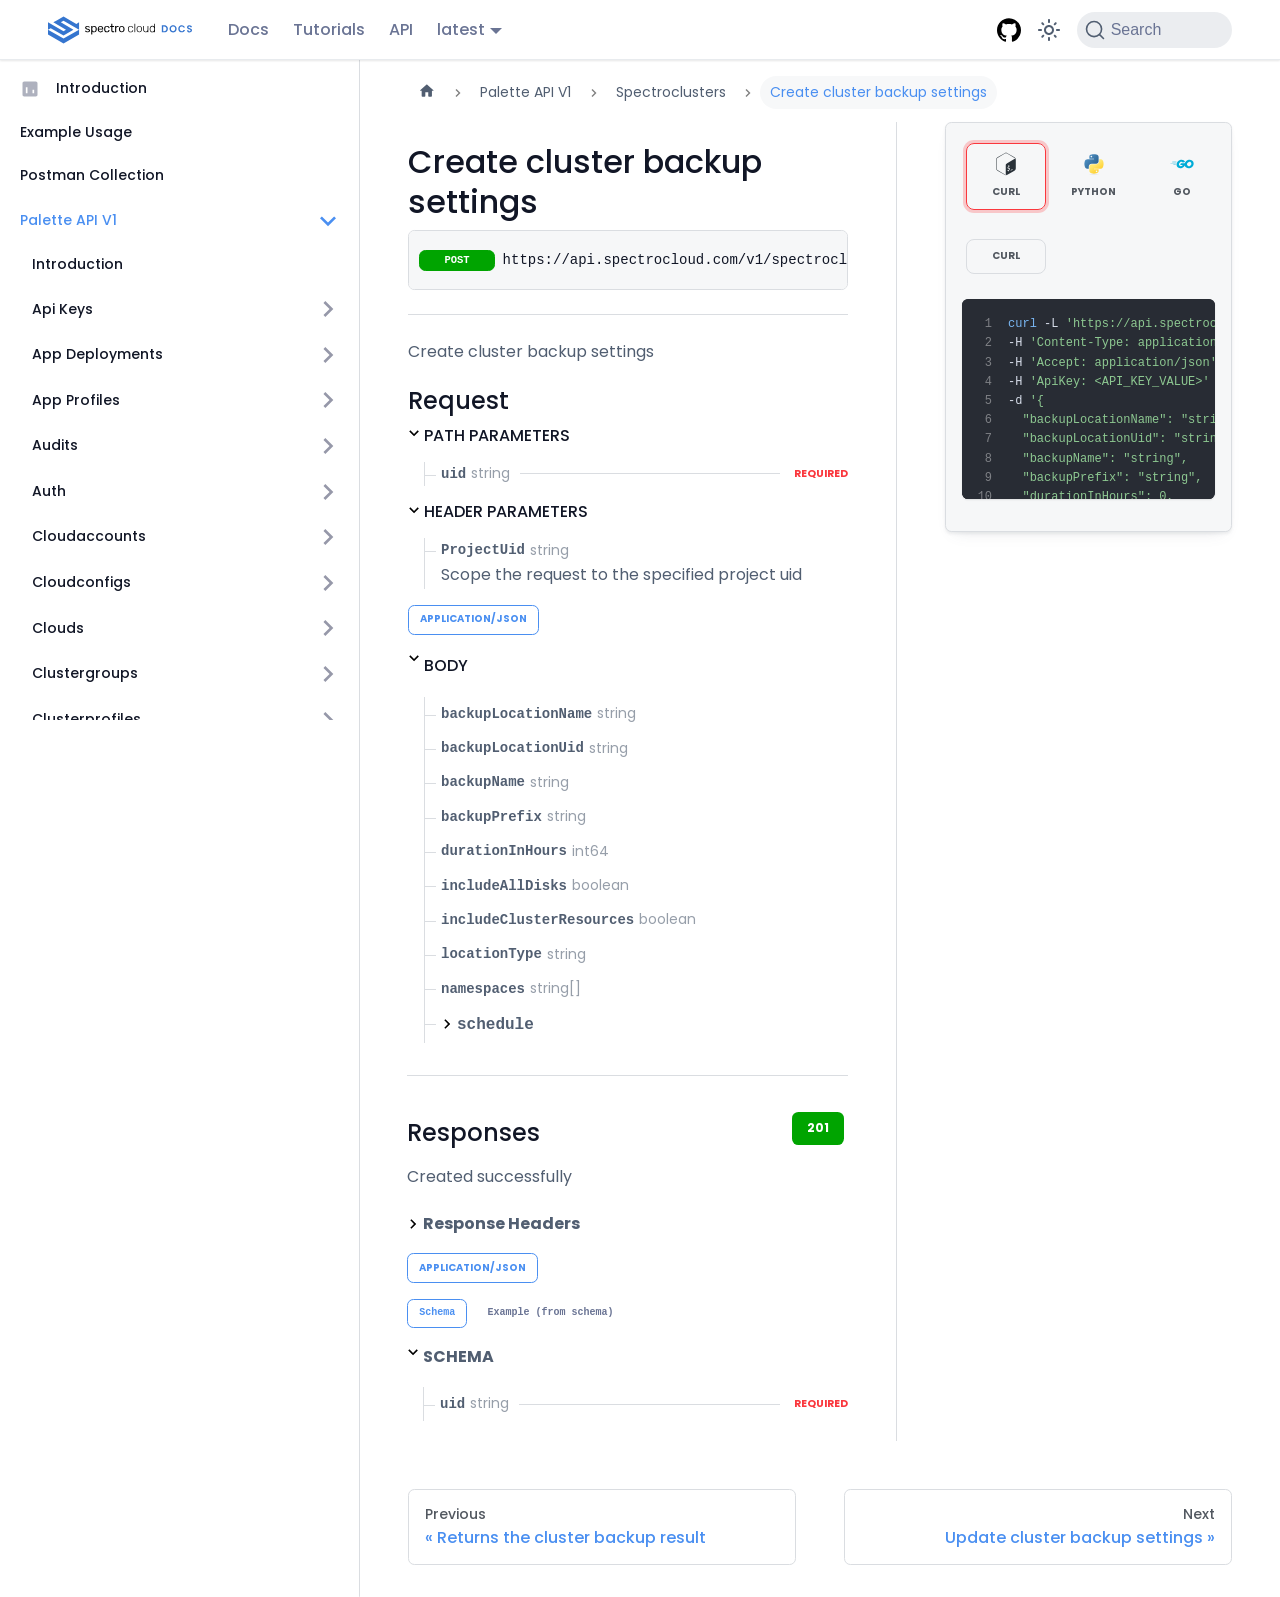 spectro cloud DOCS
Docs
Tutorials
API
latest
Search
Introduction
Example Usage
Postman Collection
Palette API V1
Introduction
Api Keys
App Deployments
App Profiles
Audits
Auth
Cloudaccounts
Cloudconfigs
Clouds
Clustergroups
Clusterprofiles
Palette API V1
Spectroclusters
Create cluster backup settings
Create cluster backup
settings
POST https://api.spectrocloud.com/v1/spectrocl
Create cluster backup settings
Request
PATH PARAMETERS
uid string REQUIRED
HEADER PARAMETERS
ProjectUid string
Scope the request to the specified project uid
APPLICATION/JSON
BODY
backupLocationName string
backupLocationUid string
backupName string
backupPrefix string
durationInHours int64
includeAllDisks boolean
includeClusterResources boolean
locationType string
namespaces string[]
schedule
Responses
201
Created successfully
Response Headers
APPLICATION/JSON
Schema
Example (from schema)
SCHEMA
uid string REQUIRED
CURL
PYTHON
GO
CURL
1 curl -L 'https://api.spectroc
2 -H 'Content-Type: application
3 -H 'Accept: application/json'
4 -H 'ApiKey: <API_KEY_VALUE>'
5 -d '{
6 "backupLocationName": "stri
7 "backupLocationUid": "strin
8 "backupName": "string",
9 "backupPrefix": "string",
10 "durationInHours": 0,
Previous
« Returns the cluster backup result
Next
Update cluster backup settings »